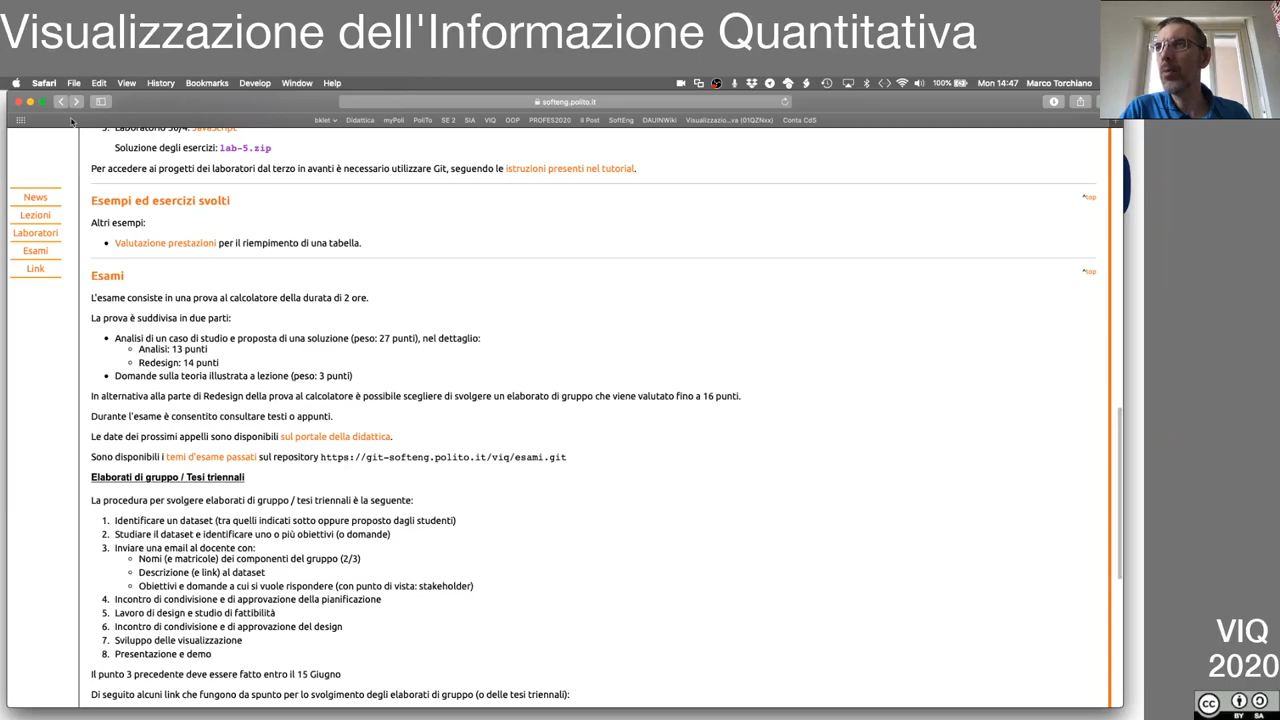 Visualizzazione dell'Informazione Quantitativa
Safari File Edit View History Bookmarks Develop Window Help 100% Mon 14:47 Marco Torchiano
softeng.polito.it
bklet Didattica myPoli PoliTo SE 2 SIA VIQ OOP PROFES2020 Il Post SoftEng DAUINWiki Visualizzazio...va (01QZNxx) Conta Cd5
Soluzione degli esercizi: lab-5.zip
Per accedere ai progetti dei laboratori dal terzo in avanti è necessario utilizzare Git, seguendo le istruzioni presenti nel tutorial.
News
Lezioni
Laboratori
Esami
Link
Esempi ed esercizi svolti
^top
Altri esempi:
• Valutazione prestazioni per il riempimento di una tabella.
Esami
^top
L'esame consiste in una prova al calcolatore della durata di 2 ore.
La prova è suddivisa in due parti:
• Analisi di un caso di studio e proposta di una soluzione (peso: 27 punti), nel dettaglio:
◦ Analisi: 13 punti
◦ Redesign: 14 punti
• Domande sulla teoria illustrata a lezione (peso: 3 punti)
In alternativa alla parte di Redesign della prova al calcolatore è possibile scegliere di svolgere un elaborato di gruppo che viene valutato fino a 16 punti.
Durante l'esame è consentito consultare testi o appunti.
Le date dei prossimi appelli sono disponibili sul portale della didattica.
Sono disponibili i temi d'esame passati sul repository https://git-softeng.polito.it/viq/esami.git
Elaborati di gruppo / Tesi triennali
La procedura per svolgere elaborati di gruppo / tesi triennali è la seguente:
1. Identificare un dataset (tra quelli indicati sotto oppure proposto dagli studenti)
2. Studiare il dataset e identificare uno o più obiettivi (o domande)
3. Inviare una email al docente con:
◦ Nomi (e matricole) dei componenti del gruppo (2/3)
◦ Descrizione (e link) al dataset
◦ Obiettivi e domande a cui si vuole rispondere (con punto di vista: stakeholder)
4. Incontro di condivisione e di approvazione della pianificazione
5. Lavoro di design e studio di fattibilità
6. Incontro di condivisione e di approvazione del design
7. Sviluppo delle visualizzazione
8. Presentazione e demo
Il punto 3 precedente deve essere fatto entro il 15 Giugno
Di seguito alcuni link che fungono da spunto per lo svolgimento degli elaborati di gruppo (o delle tesi triennali):
VIQ
2020
CC
BY SA